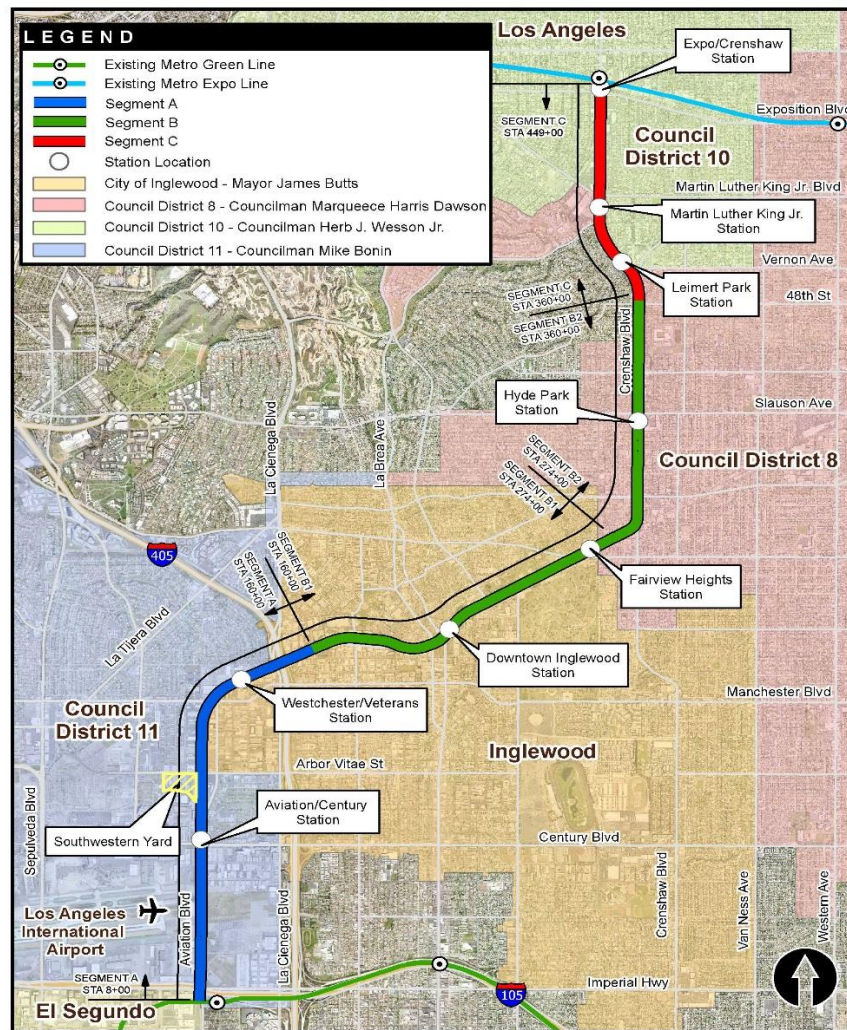 LEGEND
Existing Metro Green Line
Existing Metro Expo Line
Segment A
Segment B
Segment C
Station Location
City of Inglewood - Mayor James Butts
Council District 8 - Councilman Marqueece Harris Dawson
Council District 10 - Councilman Herb J. Wesson Jr.
Council District 11 - Councilman Mike Bonin
Los Angeles
Expo/Crenshaw
Station
SEGMENT C
STA 449+00
Exposition Blvd
Council
District 10
Martin Luther King Jr. Blvd
Martin Luther King Jr.
Station
Vernon Ave
Leimert Park
Station
48th St
SEGMENT C
STA 360+00
SEGMENT B2
STA 360+00
Crenshaw Blvd
Hyde Park
Station
Slauson Ave
La Cienega Blvd
La Brea Ave
Council District 8
SEGMENT B2
STA 274+00
SEGMENT B1
STA 274+00
405
SEGMENT B1
STA 160+00
SEGMENT A
STA 160+00
Fairview Heights
Station
La Tijera Blvd
Downtown Inglewood
Station
Westchester/Veterans
Station
Manchester Blvd
Council
District 11
Inglewood
Arbor Vitae St
Sepulveda Blvd
Southwestern Yard
Aviation/Century
Station
Century Blvd
Los Angeles
International
Airport
Aviation Blvd
La Cienega Blvd
Crenshaw Blvd
Van Ness Ave
Western Ave
SEGMENT A
STA 8+00
El Segundo
105
Imperial Hwy